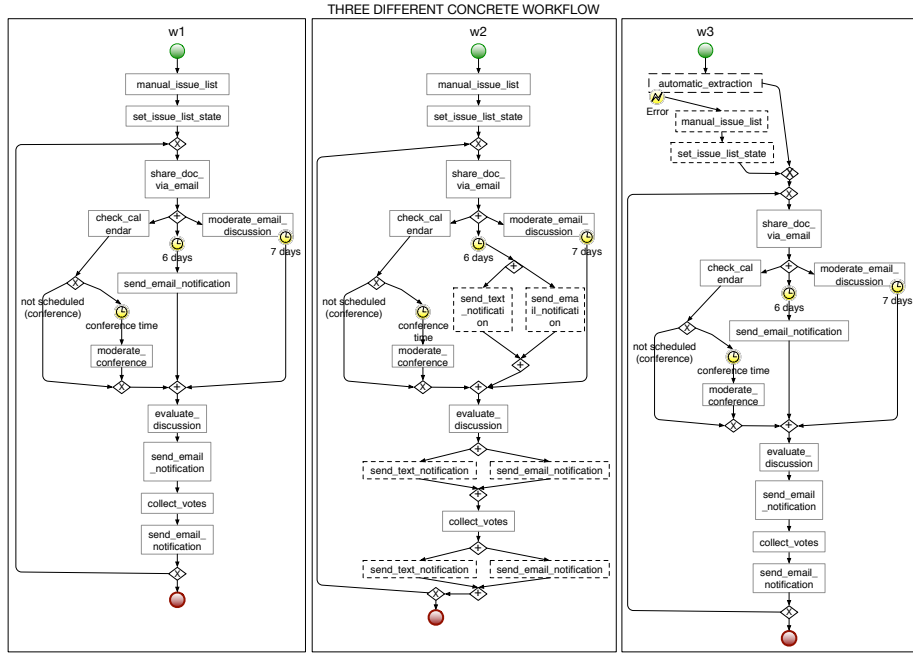 THREE DIFFERENT CONCRETE WORKFLOW
w1
manual_issue_list
set_issue_list_state
X
share_doc_
via_email
check_cal
endar
+
moderate_email_
discussion
6 days
7 days
X
send_email_notification
not scheduled
(conference)
conference time
moderate_
conference
X
+
evaluate_
discussion
send_email
_notification
collect_votes
send_email_
notification
X
w2
manual_issue_list
set_issue_list_state
X
share_doc_
via_email
check_cal
endar
+
moderate_email_
discussion
6 days
7 days
+
X
send_text
_notificati
on
send_ema
il_notificati
on
not scheduled
(conference)
conference
time
moderate_
conference
+
X
+
evaluate_
discussion
+
send_text_notification
send_email_notification
+
collect_votes
+
send_text_notification
send_email_notification
X
+
w3
automatic_extraction
Error
manual_issue_list
set_issue_list_state
X
X
share_doc_
via_email
check_cal
endar
+
moderate_email_
discussion
6 days
7 days
X
send_email_notification
not scheduled
(conference)
conference time
moderate_
conference
X
+
evaluate_
discussion
send_email
_notification
collect_votes
send_email_
notification
X